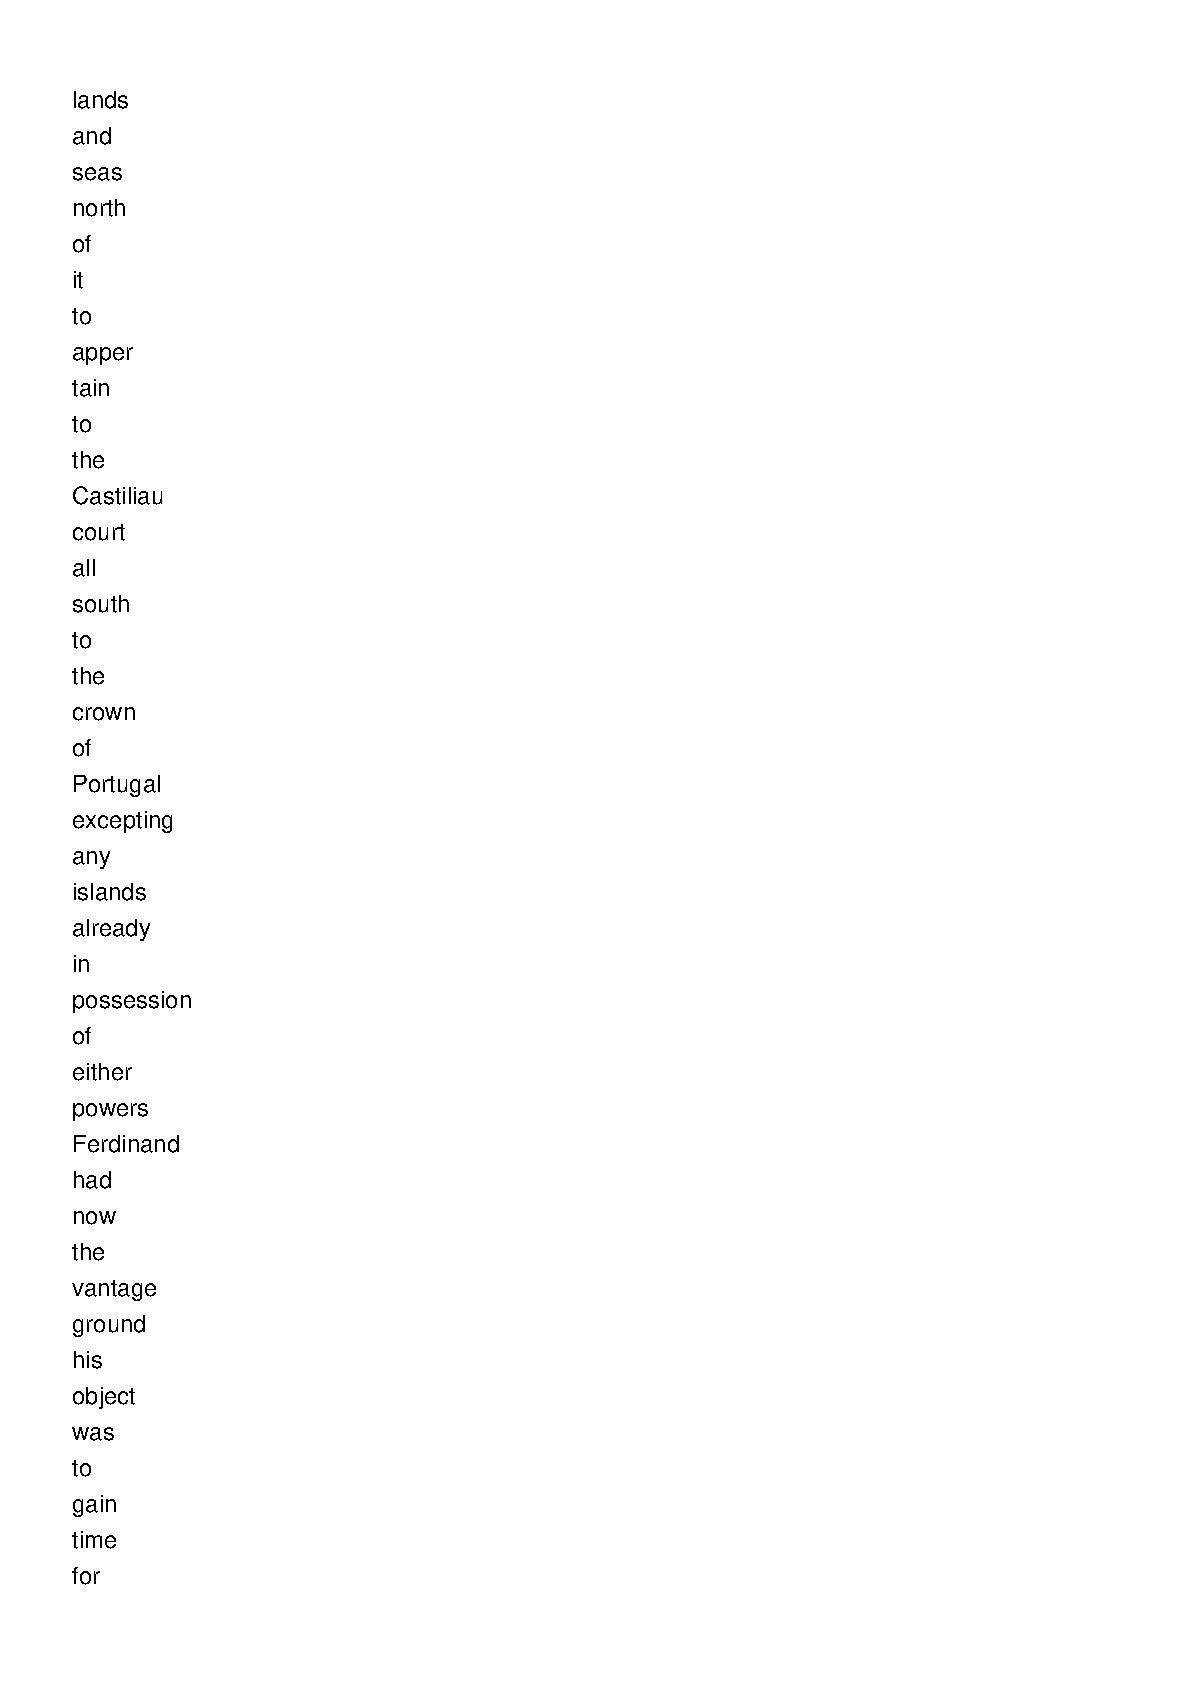 lands
and
seas
north
of
it
to
apper
tain
to
the
Castiliau
court
all
south
to
the
crown
of
Portugal
excepting
any
islands
already
in
possession
of
either
powers
Ferdinand
had
now
the
vantage
ground
his
object
was
to
gain
time
for